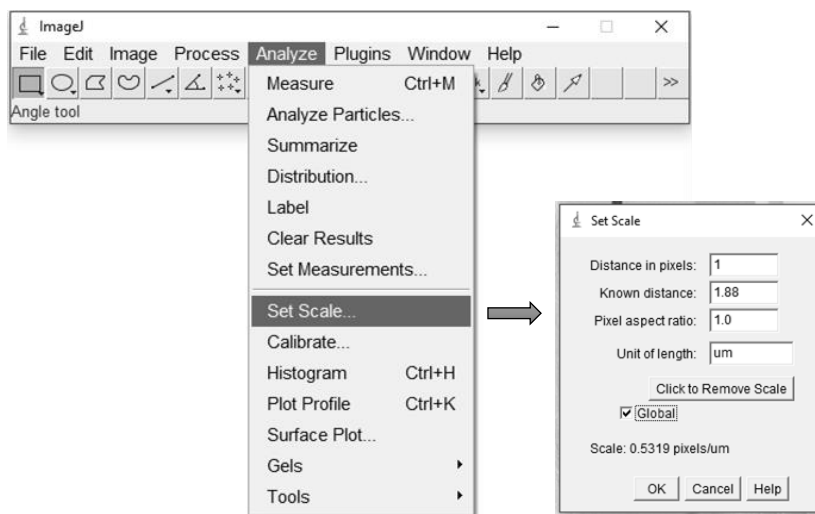 ImageJ
File Edit Image Process Analyze Plugins Window Help
>>
Angle tool
Measure Ctrl+M
Analyze Particles...
Summarize
Distribution...
Label
Clear Results
Set Measurements...
Set Scale...
Calibrate...
Histogram Ctrl+H
Plot Profile Ctrl+K
Surface Plot...
Gels
Tools
Set Scale
Distance in pixels: 1
Known distance: 1.88
Pixel aspect ratio: 1.0
Unit of length: um
Click to Remove Scale
Global
Scale: 0.5319 pixels/um
OK Cancel Help